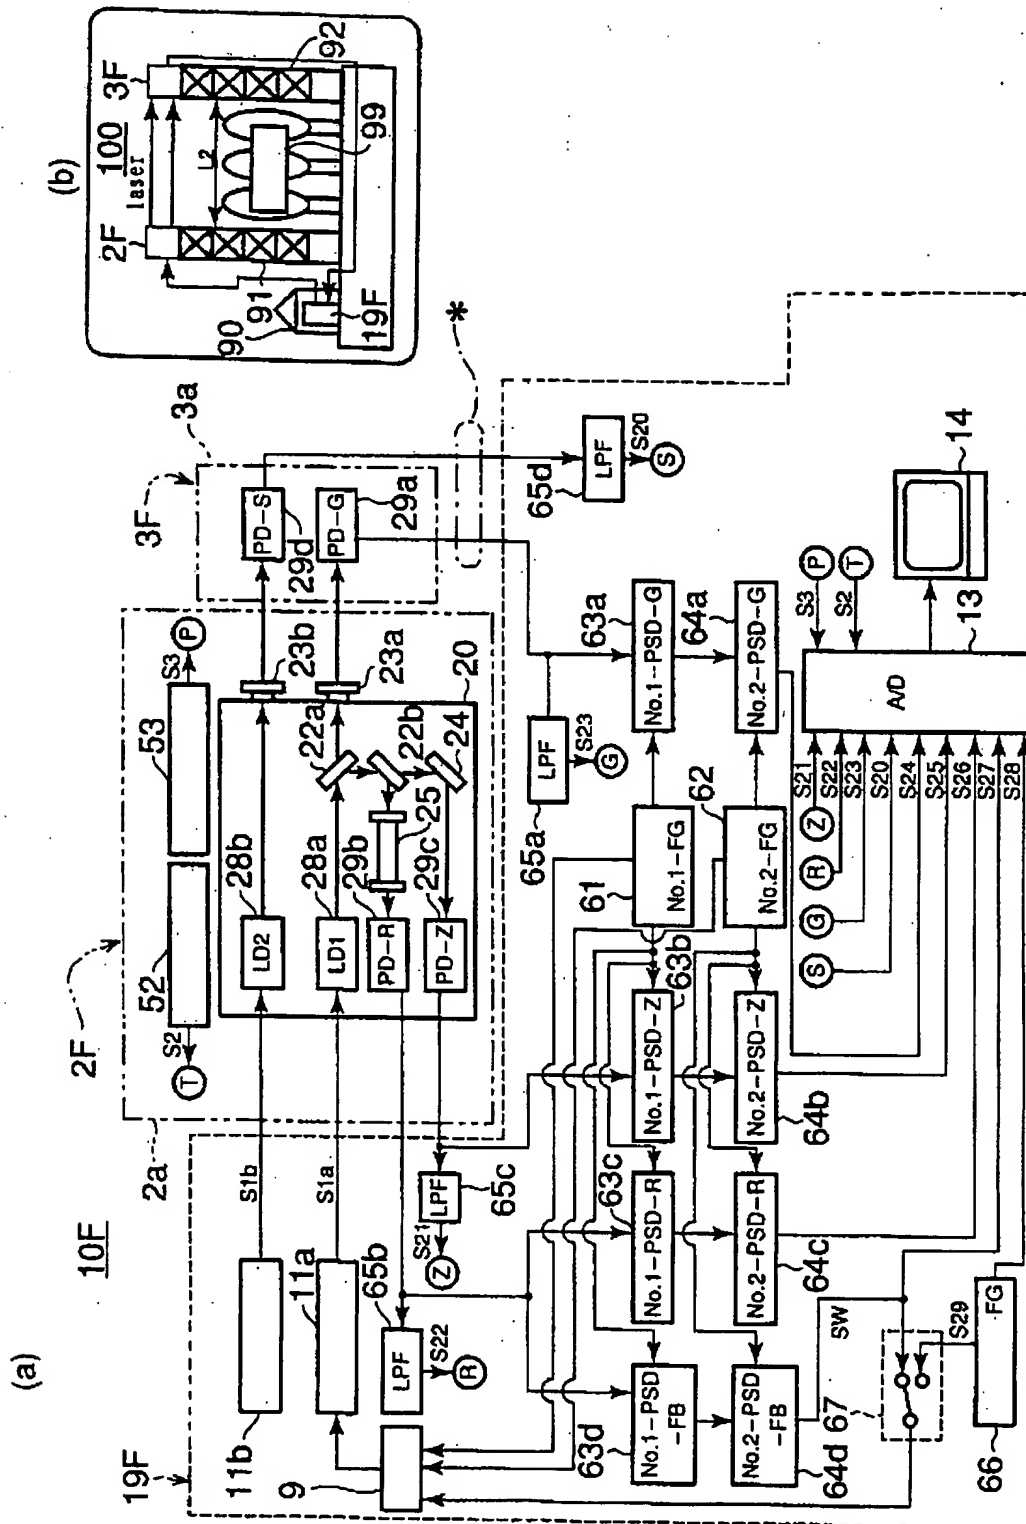 (a)
10F
19F
11b
11a
9
S1b
S1a
2a
2F
52
S2
T
53
S3
P
28b
LD2
28a
LD1
29b
PD-R
29c
PD-Z
22a
22b
24
25
20
23b
23a
3F
3a
PD-S
29d
PD-G
29a
*
(b)
100
laser
2F
3F
L2
92
99
91
90
19F
65b
LPF
S22
R
LPF
65c
S21
Z
LPF
65a
S23
G
65d
LPF
S20
S
61
No.1-FG
62
No.2-FG
No.1-PSD-G
63a
No.2-PSD-G
64a
No.1-PSD-Z
63b
No.2-PSD-Z
64b
No.1-PSD-R
63c
No.2-PSD-R
64c
63d
No.1-PSD
-FB
No.2-PSD
-FB
64d
SW
67
S29
FG
66
Z
R
G
S
S21
S22
S23
S20
S24
S25
S26
S27
S28
A/D
13
14
S3
P
S2
T